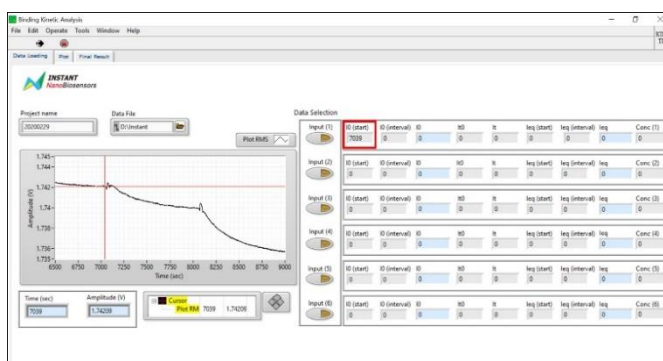 Binding Kinetic Analysis
File Edit Operate Tools Window Help
Data Loading Plot Final Result
INSTANT
NanoBiosensors
Project name Data File Data Selection
20200229 D:\Instant
Plot RMS
Input (1) I0 (start) I0 (interval) I0 It0 It Ieq (start) Ieq (interval) Ieq Conc (1)
7039 0 0 0 0 0 0 0 0
Input (2) I0 (start) I0 (interval) I0 It0 It Ieq (start) Ieq (interval) Ieq Conc (2)
0 0 0 0 0 0 0 0 0
Input (3) I0 (start) I0 (interval) I0 It0 It Ieq (start) Ieq (interval) Ieq Conc (3)
0 0 0 0 0 0 0 0 0
Input (4) I0 (start) I0 (interval) I0 It0 It Ieq (start) Ieq (interval) Ieq Conc (4)
0 0 0 0 0 0 0 0 0
Input (5) I0 (start) I0 (interval) I0 It0 It Ieq (start) Ieq (interval) Ieq Conc (5)
0 0 0 0 0 0 0 0 0
Input (6) I0 (start) I0 (interval) I0 It0 It Ieq (start) Ieq (interval) Ieq Conc (6)
0 0 0 0 0 0 0 0 0
Amplitude (V)
1.745
1.744
1.742
1.74
1.738
1.736
1.735
6500 6750 7000 7250 7500 7750 8000 8250 8500 8750 9000
Time (sec)
Time (sec) Amplitude (V)
7039 1.74209
Cursor
Plot RM 7039 1.74209